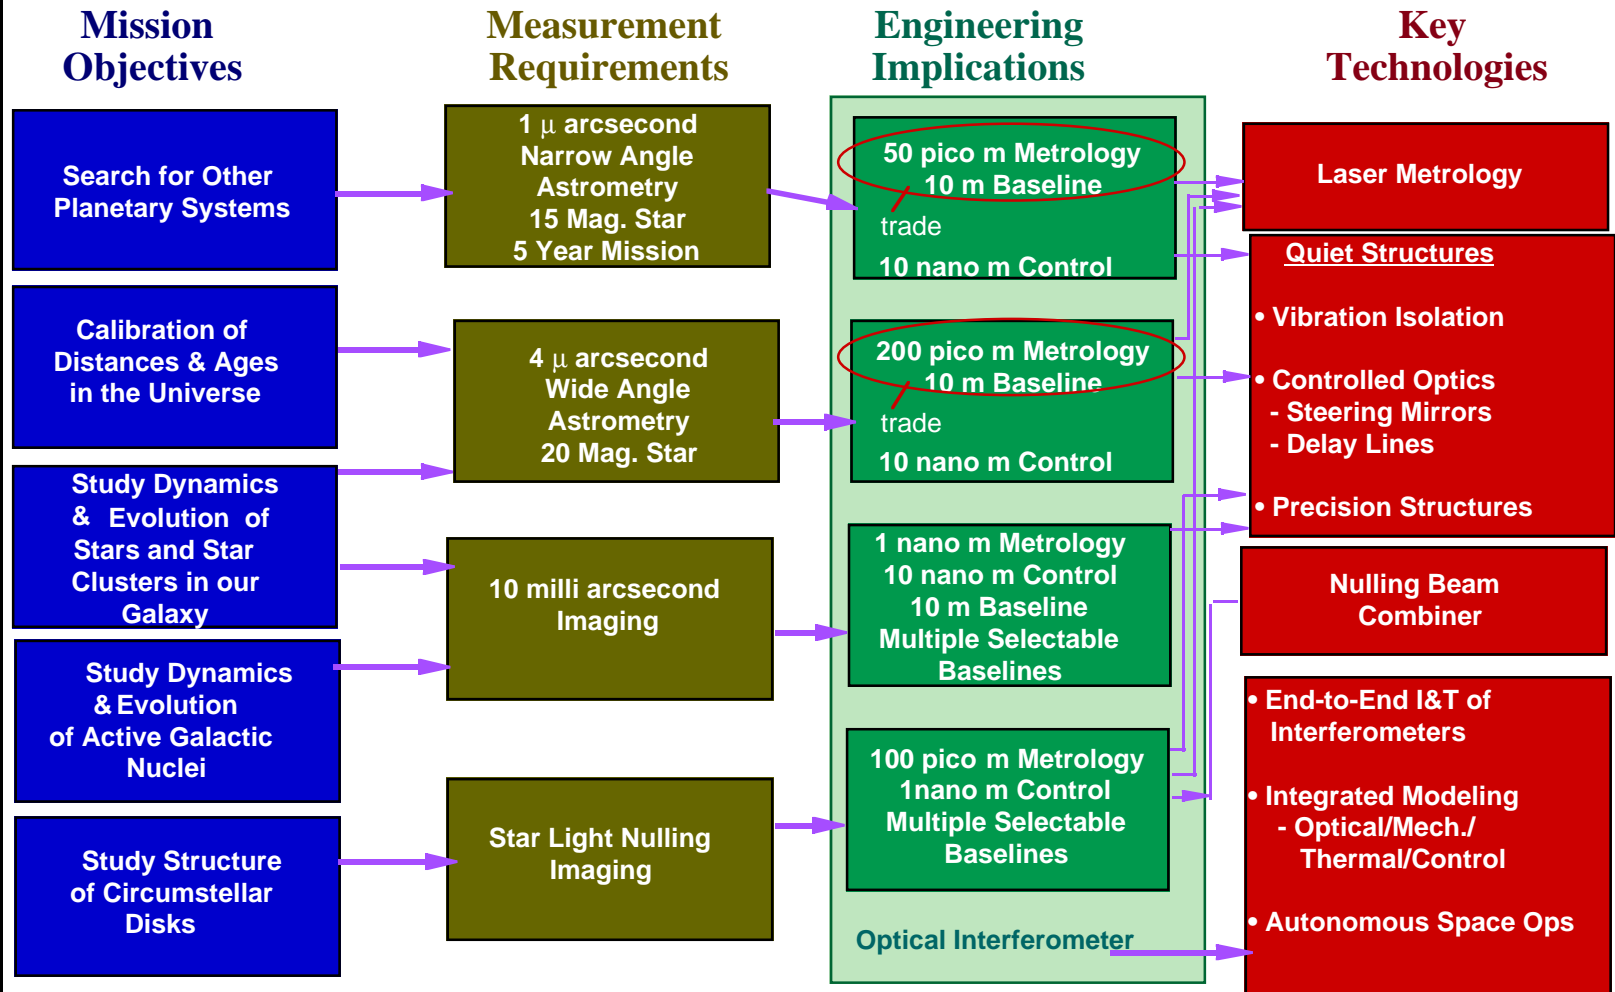 Mission
Objectives
Measurement
Requirements
Engineering
Implications
Key
Technologies
Search for Other
Planetary Systems
Calibration of
Distances & Ages
in the Universe
Study Dynamics
& Evolution of
Stars and Star
Clusters in our
Galaxy
Study Dynamics
& Evolution
of Active Galactic
Nuclei
Study Structure
of Circumstellar
Disks
1 μ arcsecond
Narrow Angle
Astrometry
15 Mag. Star
5 Year Mission
4 μ arcsecond
Wide Angle
Astrometry
20 Mag. Star
10 milli arcsecond
Imaging
Star Light Nulling
Imaging
50 pico m Metrology
10 m Baseline
trade
10 nano m Control
200 pico m Metrology
10 m Baseline
trade
10 nano m Control
1 nano m Metrology
10 nano m Control
10 m Baseline
Multiple Selectable
Baselines
100 pico m Metrology
1nano m Control
Multiple Selectable
Baselines
Optical Interferometer
Laser Metrology
Quiet Structures
• Vibration Isolation
• Controlled Optics
- Steering Mirrors
- Delay Lines
• Precision Structures
Nulling Beam
Combiner
• End-to-End I&T of
Interferometers
• Integrated Modeling
- Optical/Mech./
Thermal/Control
• Autonomous Space Ops